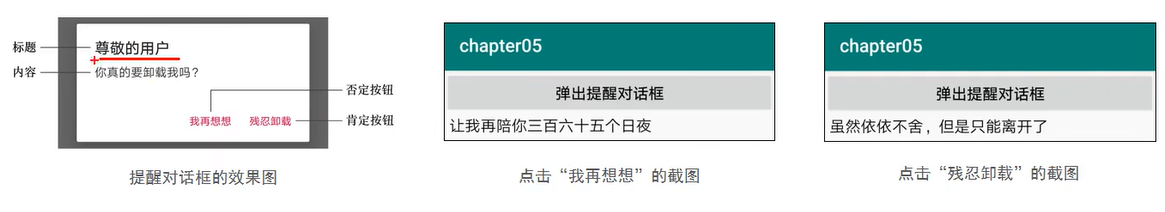 标题
尊敬的用户
内容
你真的要卸载我吗？
否定按钮
我再想想
残忍卸载
肯定按钮
提醒对话框的效果图
chapter05
弹出提醒对话框
让我再陪你三百六十五个日夜
点击“我再想想”的截图
chapter05
弹出提醒对话框
虽然依依不舍，但是只能离开了
点击“残忍卸载”的截图